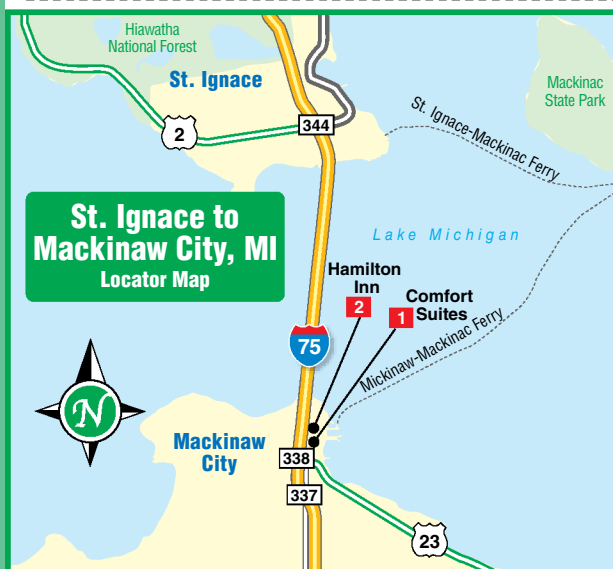 Hiawatha
National Forest
St. Ignace
Mackinac
State Park
2
344
St. Ignace-Mackinac Ferry
St. Ignace to
Mackinaw City, MI
Locator Map
Lake Michigan
Hamilton
Inn
2
Comfort
Suites
1
75
Mickinaw-Mackinac Ferry
N
Mackinaw
City
338
337
23